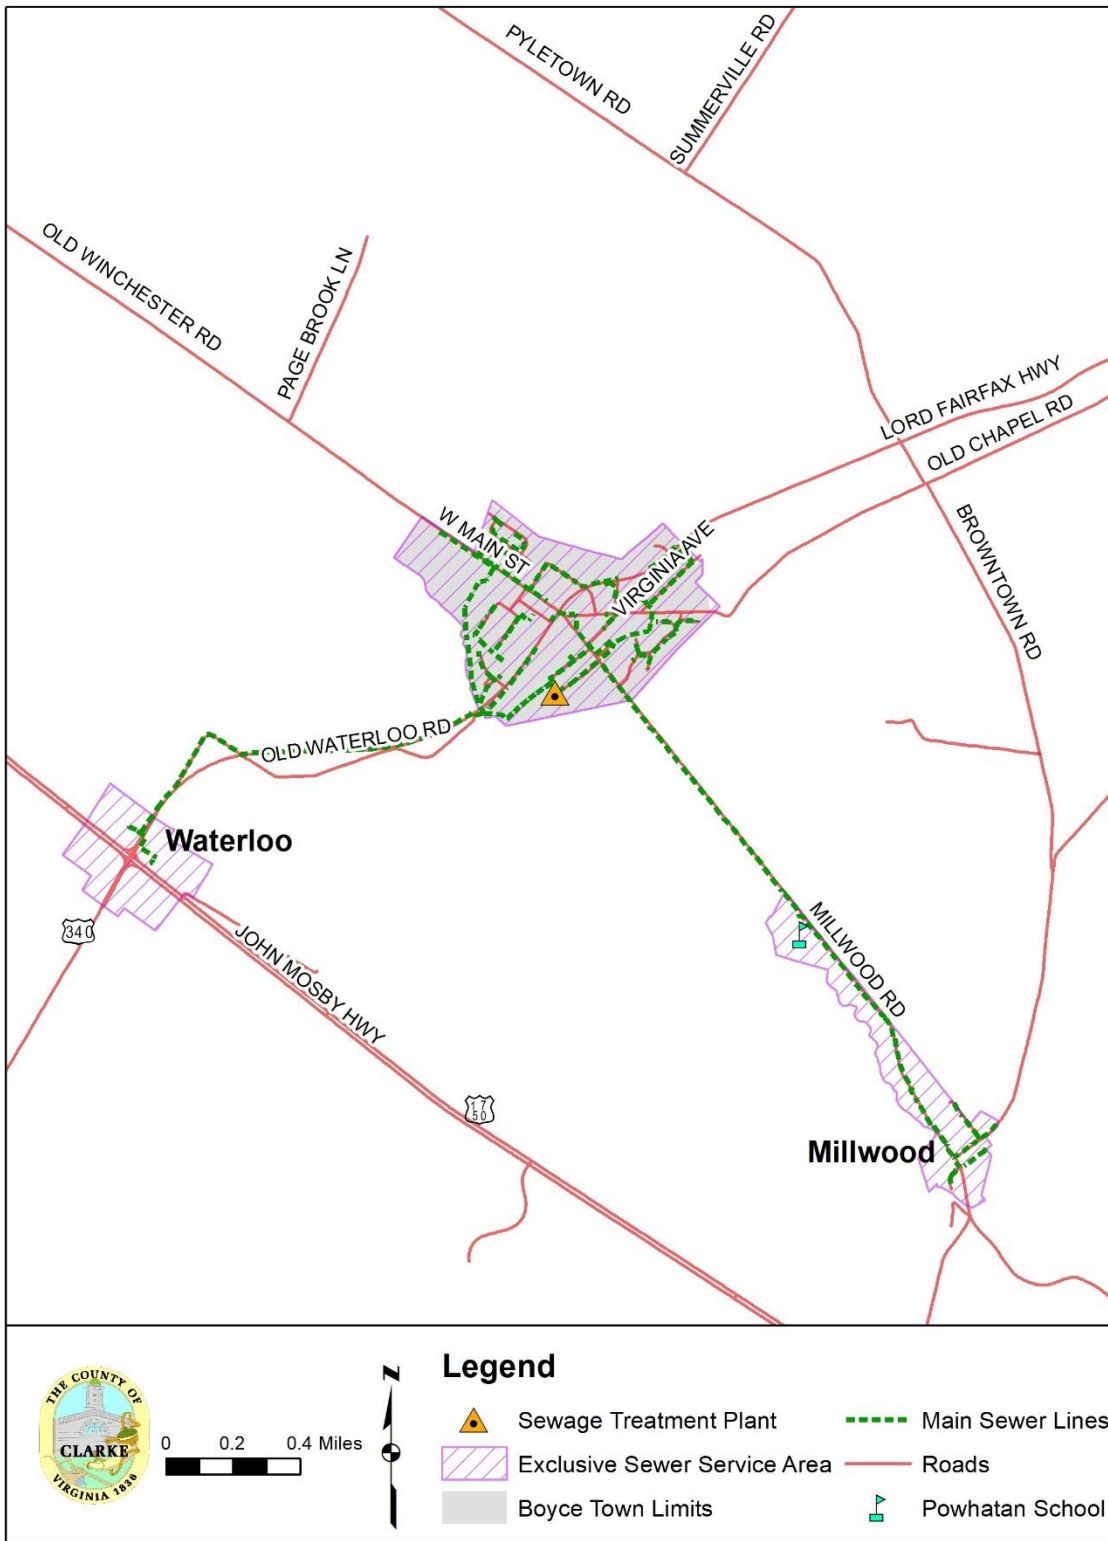 PYLETOWN RD
SUMMERVILLE RD
OLD WINCHESTER RD
PAGE BROOK LN
LORD FAIRFAX HWY
OLD CHAPEL RD
W MAIN ST
VIRGINIA AVE
BROWNTOWN RD
OLD WATERLOO RD
Waterloo
340
JOHN MOSBY HWY
MILLWOOD RD
17
50
Millwood
THE COUNTY OF
CLARKE
VIRGINIA 1836
0 0.2 0.4 Miles
N
Legend
Sewage Treatment Plant
Exclusive Sewer Service Area
Boyce Town Limits
Main Sewer Lines
Roads
Powhatan School